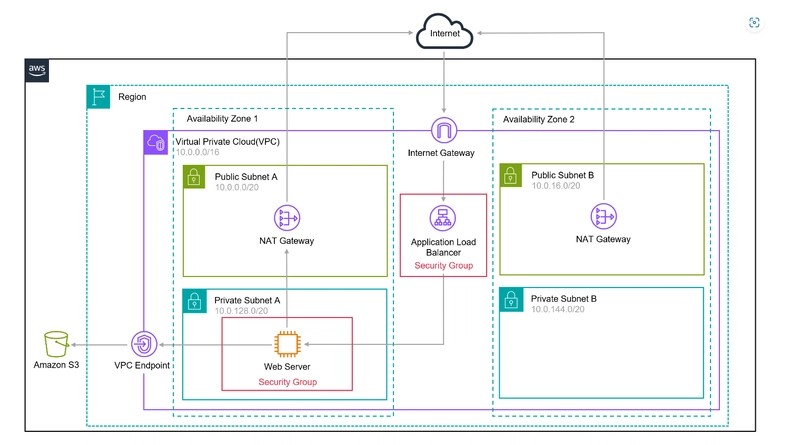 Internet
aws
Region
Availability Zone 1
Availability Zone 2
Virtual Private Cloud(VPC)
10.0.0.0/16
Internet Gateway
Public Subnet A
10.0.0.0/20
Public Subnet B
10.0.16.0/20
NAT Gateway
Application Load
Balancer
Security Group
NAT Gateway
Private Subnet A
10.0.128.0/20
Private Subnet B
10.0.144.0/20
Amazon S3
VPC Endpoint
Web Server
Security Group